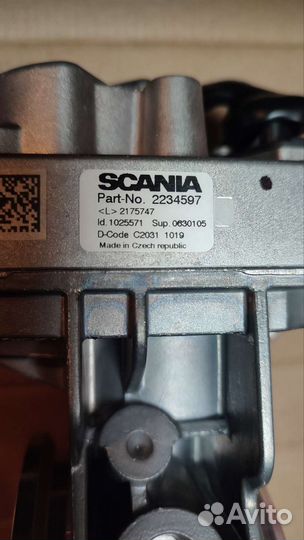 SCANIA
Part-No. 2234597
<L> 2175747
Id. 1025571 Sup. 0630105
D-Code C2031 1019
Made in Czech republic
Avito